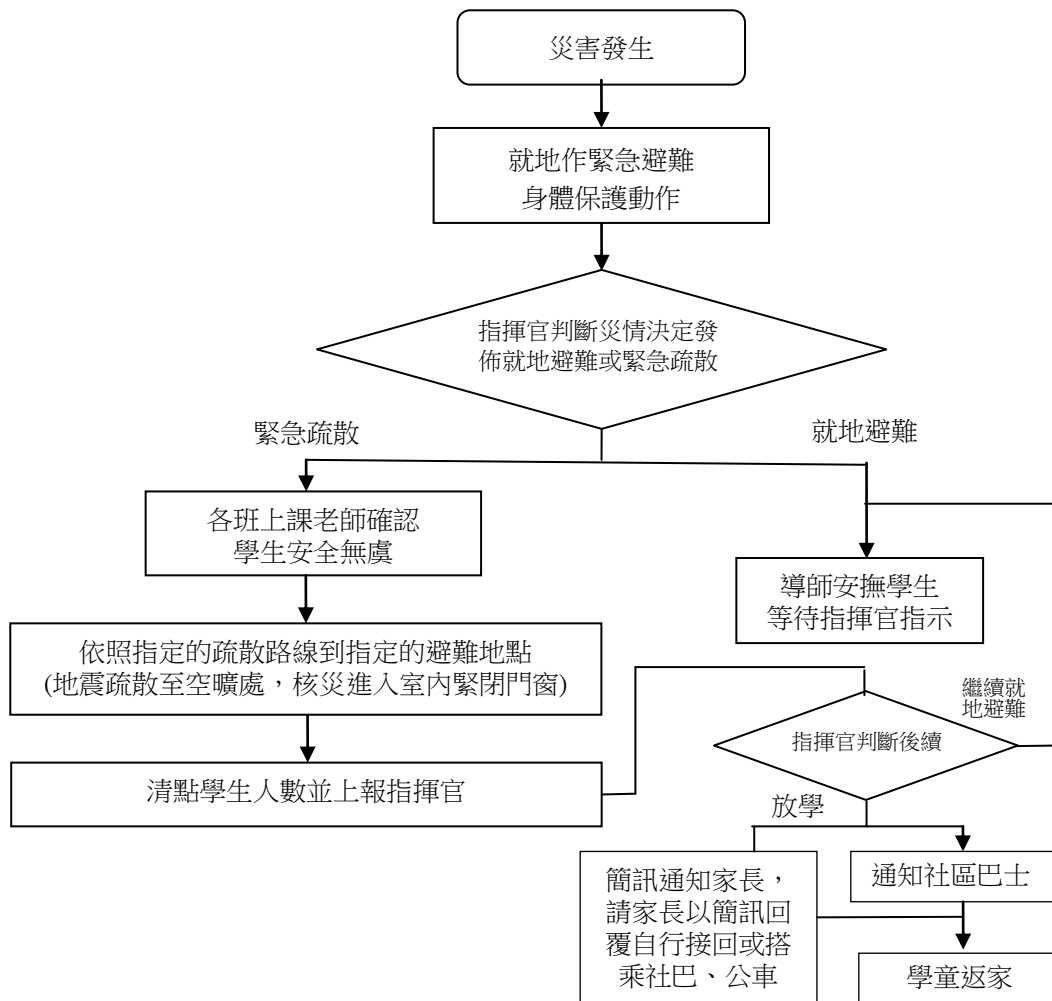 災害發生
就地作緊急避難
身體保護動作
指揮官判斷災情決定發
佈就地避難或緊急疏散
緊急疏散
就地避難
各班上課老師確認
學生安全無虞
導師安撫學生
等待指揮官指示
依照指定的疏散路線到指定的避難地點
(地震疏散至空曠處，核災進入室內緊閉門窗)
繼續就
地避難
指揮官判斷後續
清點學生人數並上報指揮官
放學
簡訊通知家長，
請家長以簡訊回
覆自行接回或搭
乘社巴、公車
通知社區巴士
學童返家